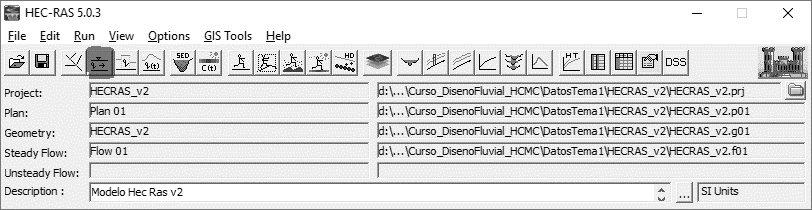 HEC-RAS 5.0.3
File Edit Run View Options GIS Tools Help
SED C(t) HD HT DSS
Project: HECRAS_v2 d:\...\Curso_DisenoFluvial_HCMC\DatosTema1\HECRAS_v2\HECRAS_v2.prj
Plan: Plan 01 d:\...\Curso_DisenoFluvial_HCMC\DatosTema1\HECRAS_v2\HECRAS_v2.p01
Geometry: HECRAS_v2 d:\...\Curso_DisenoFluvial_HCMC\DatosTema1\HECRAS_v2\HECRAS_v2.g01
Steady Flow: Flow 01 d:\...\Curso_DisenoFluvial_HCMC\DatosTema1\HECRAS_v2\HECRAS_v2.f01
Unsteady Flow:
Description : Modelo Hec Ras v2 ... SI Units